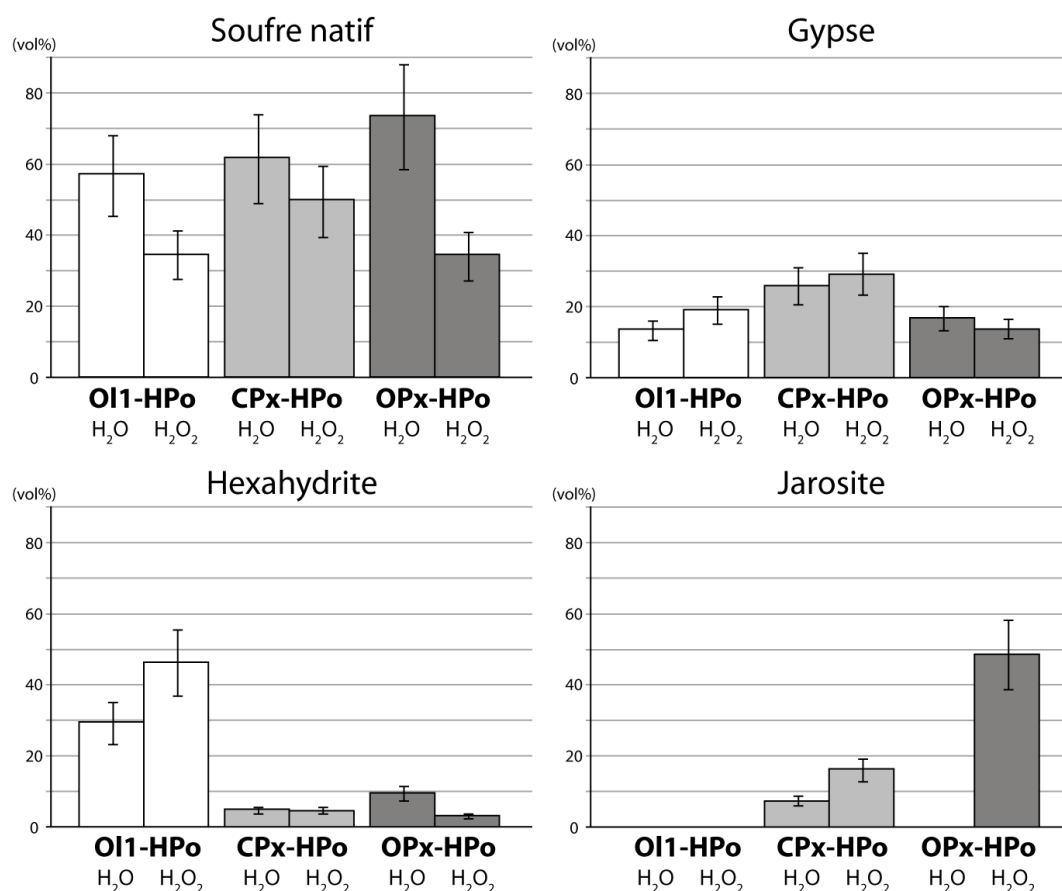 Soufre natif
(vol%)
80
60
40
20
0
Ol1-HPo CPx-HPo OPx-HPo
H₂O H₂O₂ H₂O H₂O₂ H₂O H₂O₂
Gypse
(vol%)
80
60
40
20
0
Ol1-HPo CPx-HPo OPx-HPo
H₂O H₂O₂ H₂O H₂O₂ H₂O H₂O₂
Hexahydrite
(vol%)
80
60
40
20
0
Ol1-HPo CPx-HPo OPx-HPo
H₂O H₂O₂ H₂O H₂O₂ H₂O H₂O₂
Jarosite
(vol%)
80
60
40
20
0
Ol1-HPo CPx-HPo OPx-HPo
H₂O H₂O₂ H₂O H₂O₂ H₂O H₂O₂